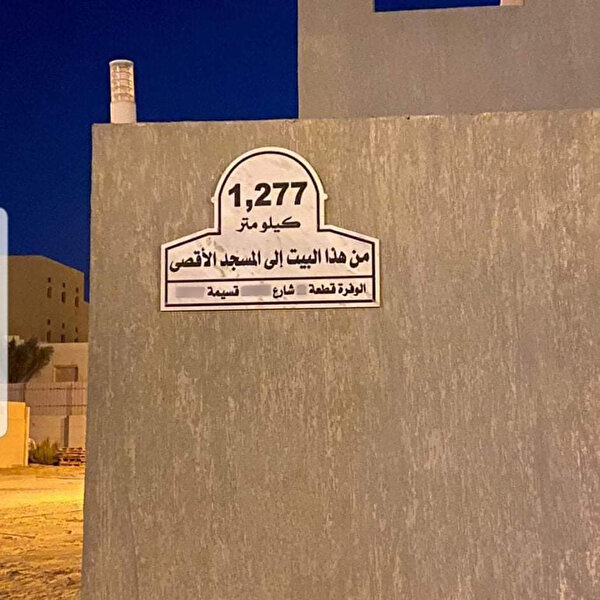 1,277
كيلو متر
من هذا البيت إلى المسجد الأقصى
الوفرة قطعة شارع قسيمة